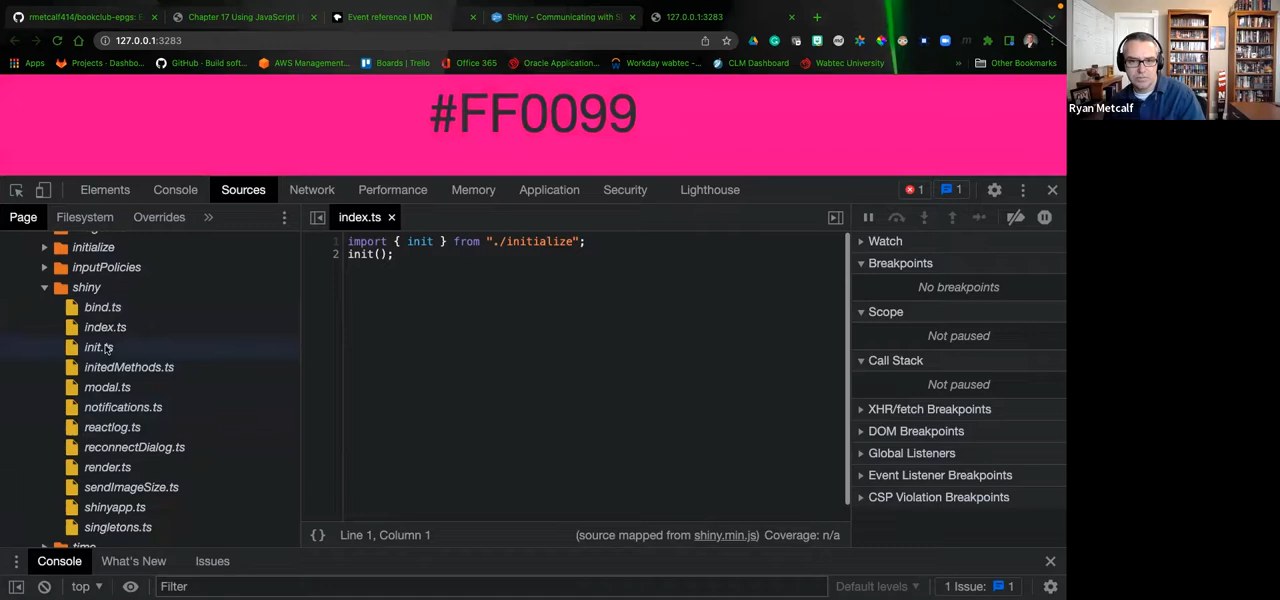 rmetcalf414/bookclub-epgs: E
Chapter 17 Using JavaScript
Event reference | MDN
Shiny - Communicating with S
127.0.0.1:3283
127.0.0.1:3283
Apps
Projects - Dashbo...
GitHub - Build soft...
AWS Management...
Boards | Trello
Office 365
Oracle Application...
Workday wabtec -...
CLM Dashboard
Wabtec University
Other Bookmarks
Ryan Metcalf
#FF0099
Elements
Console
Sources
Network
Performance
Memory
Application
Security
Lighthouse
1
1
Page
Filesystem
Overrides
index.ts
initialize
inputPolicies
shiny
bind.ts
index.ts
init.ts
initedMethods.ts
modal.ts
notifications.ts
reactlog.ts
reconnectDialog.ts
render.ts
sendImageSize.ts
shinyapp.ts
singletons.ts
time
1 import { init } from "./initialize";
2 init();
Watch
Breakpoints
No breakpoints
Scope
Not paused
Call Stack
Not paused
XHR/fetch Breakpoints
DOM Breakpoints
Global Listeners
Event Listener Breakpoints
CSP Violation Breakpoints
{} Line 1, Column 1
(source mapped from shiny.min.js) Coverage: n/a
Console
What's New
Issues
top
Filter
Default levels
1 Issue: 1